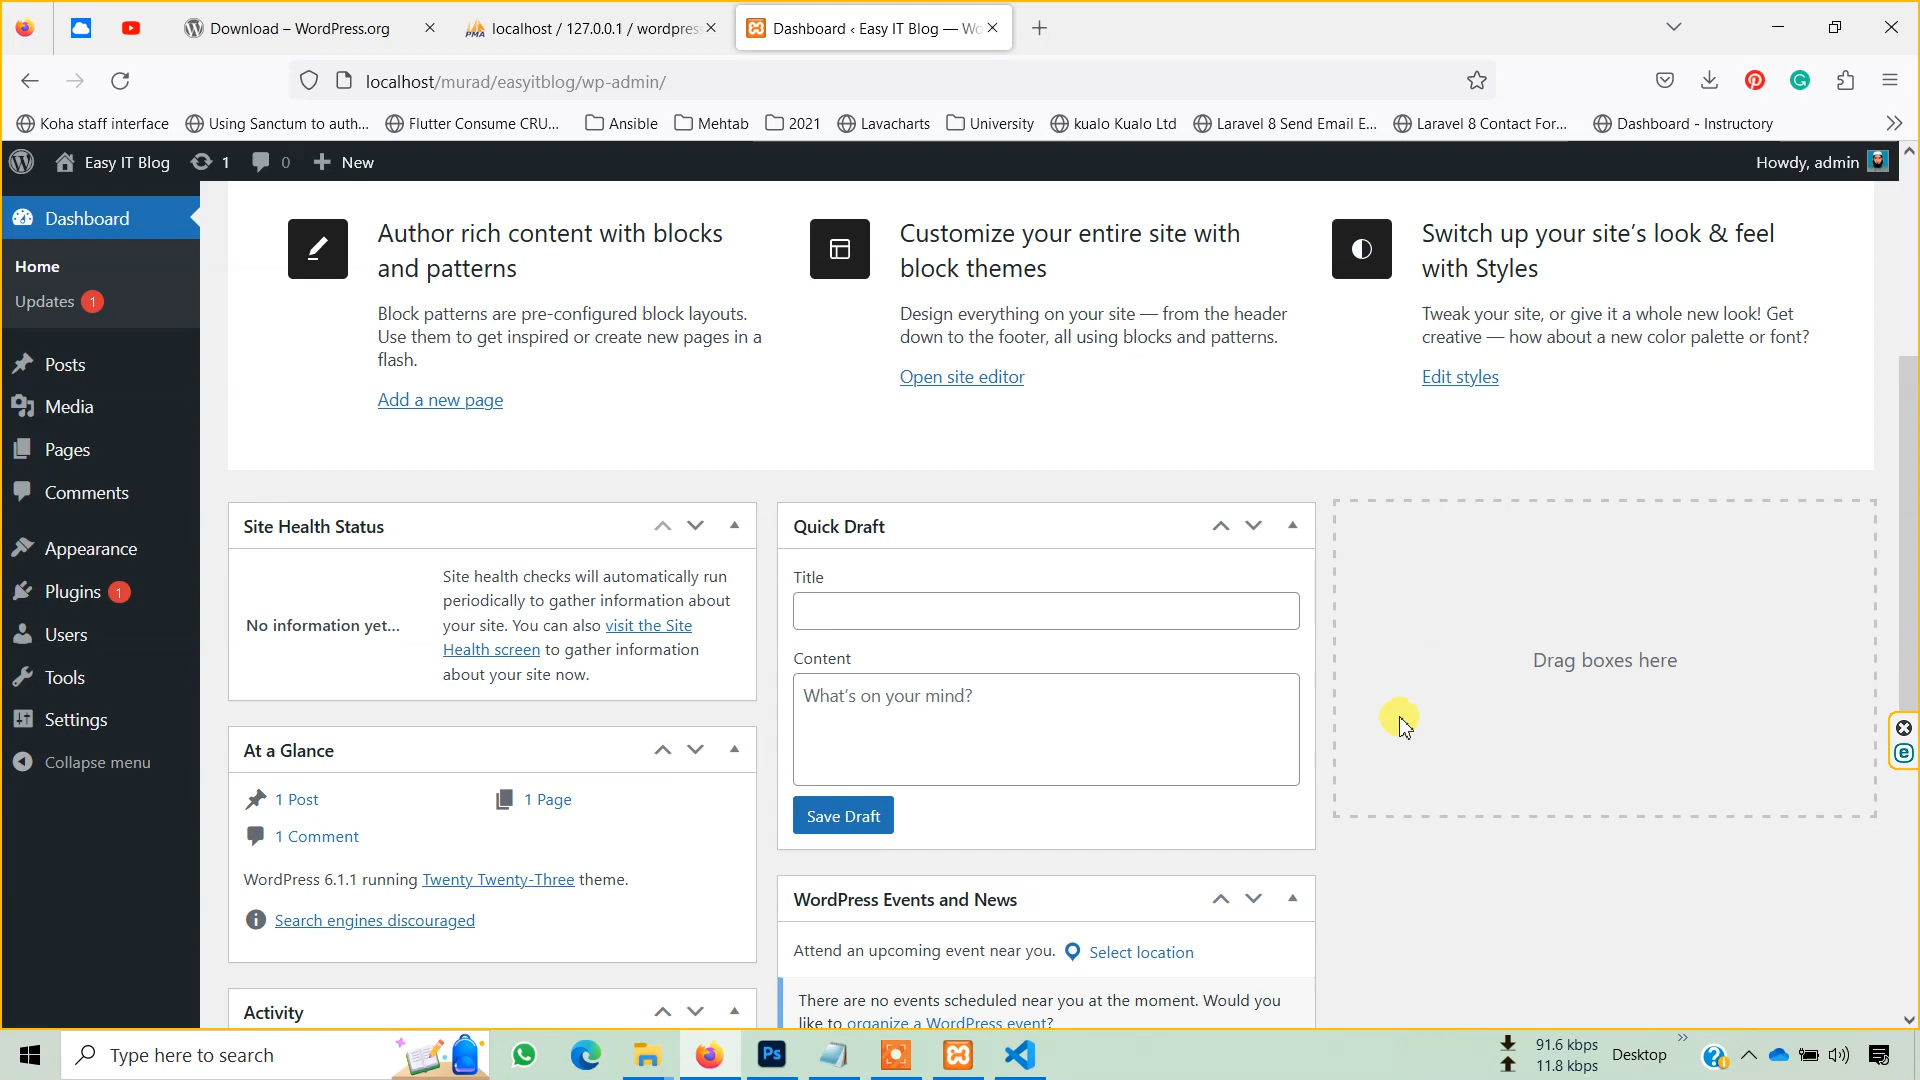 Download – WordPress.org
localhost / 127.0.0.1 / wordpres
Dashboard ‹ Easy IT Blog — Wo
localhost/murad/easyitblog/wp-admin/
Koha staff interface
Using Sanctum to auth...
Flutter Consume CRU...
Ansible
Mehtab
2021
Lavacharts
University
kualo Kualo Ltd
Laravel 8 Send Email E...
Laravel 8 Contact For...
Dashboard - Instructory
Easy IT Blog
1
0
New
Howdy, admin
Dashboard
Home
Updates 1
Posts
Media
Pages
Comments
Appearance
Plugins 1
Users
Tools
Settings
Collapse menu
Author rich content with blocks
and patterns
Block patterns are pre-configured block layouts.
Use them to get inspired or create new pages in a
flash.
Add a new page
Customize your entire site with
block themes
Design everything on your site — from the header
down to the footer, all using blocks and patterns.
Open site editor
Switch up your site’s look & feel
with Styles
Tweak your site, or give it a whole new look! Get
creative — how about a new color palette or font?
Edit styles
Site Health Status
No information yet...
Site health checks will automatically run
periodically to gather information about
your site. You can also visit the Site
Health screen to gather information
about your site now.
At a Glance
1 Post
1 Page
1 Comment
WordPress 6.1.1 running Twenty Twenty-Three theme.
Search engines discouraged
Activity
Quick Draft
Title
Content
What’s on your mind?
Save Draft
WordPress Events and News
Attend an upcoming event near you.
Select location
There are no events scheduled near you at the moment. Would you
like to organize a WordPress event?
Drag boxes here
Type here to search
Ps
91.6 kbps
11.8 kbps
Desktop